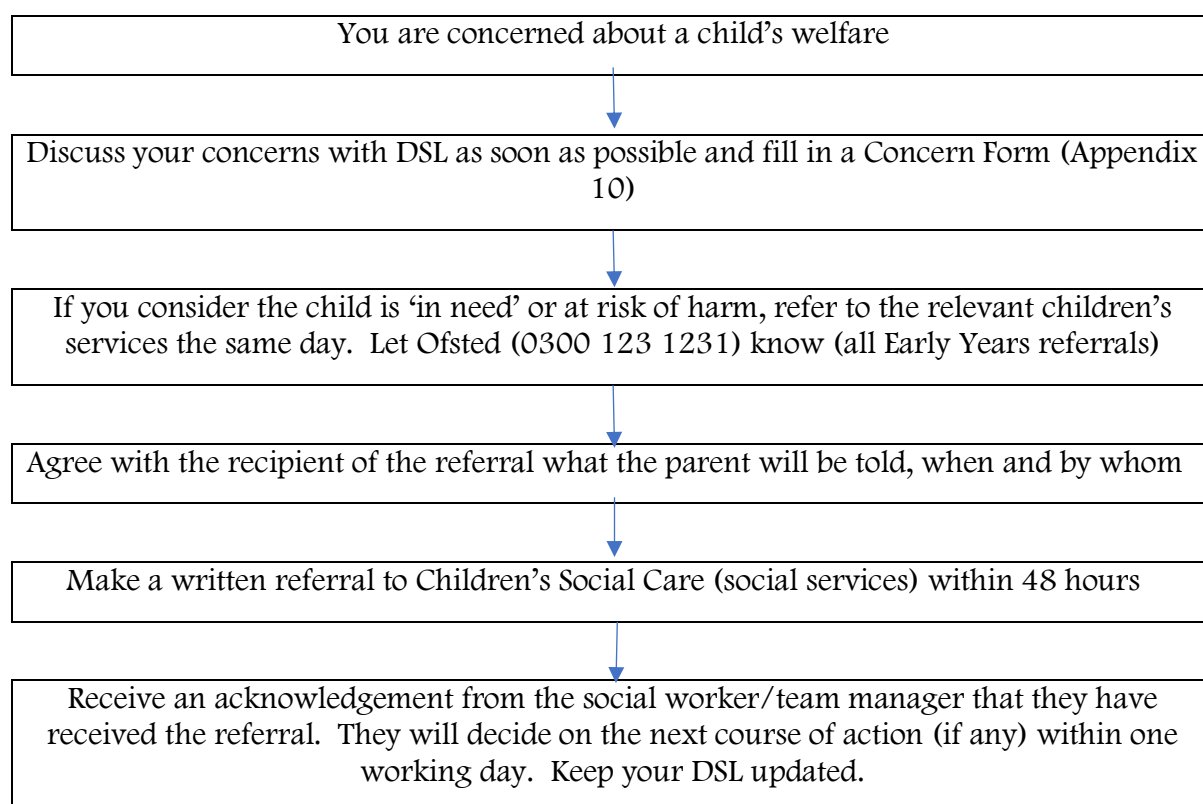 You are concerned about a child’s welfare
Discuss your concerns with DSL as soon as possible and fill in a Concern Form (Appendix
10)
If you consider the child is ‘in need’ or at risk of harm, refer to the relevant children’s
services the same day.  Let Ofsted (0300 123 1231) know (all Early Years referrals)
Agree with the recipient of the referral what the parent will be told, when and by whom
Make a written referral to Children’s Social Care (social services) within 48 hours
Receive an acknowledgement from the social worker/team manager that they have
received the referral.  They will decide on the next course of action (if any) within one
working day.  Keep your DSL updated.